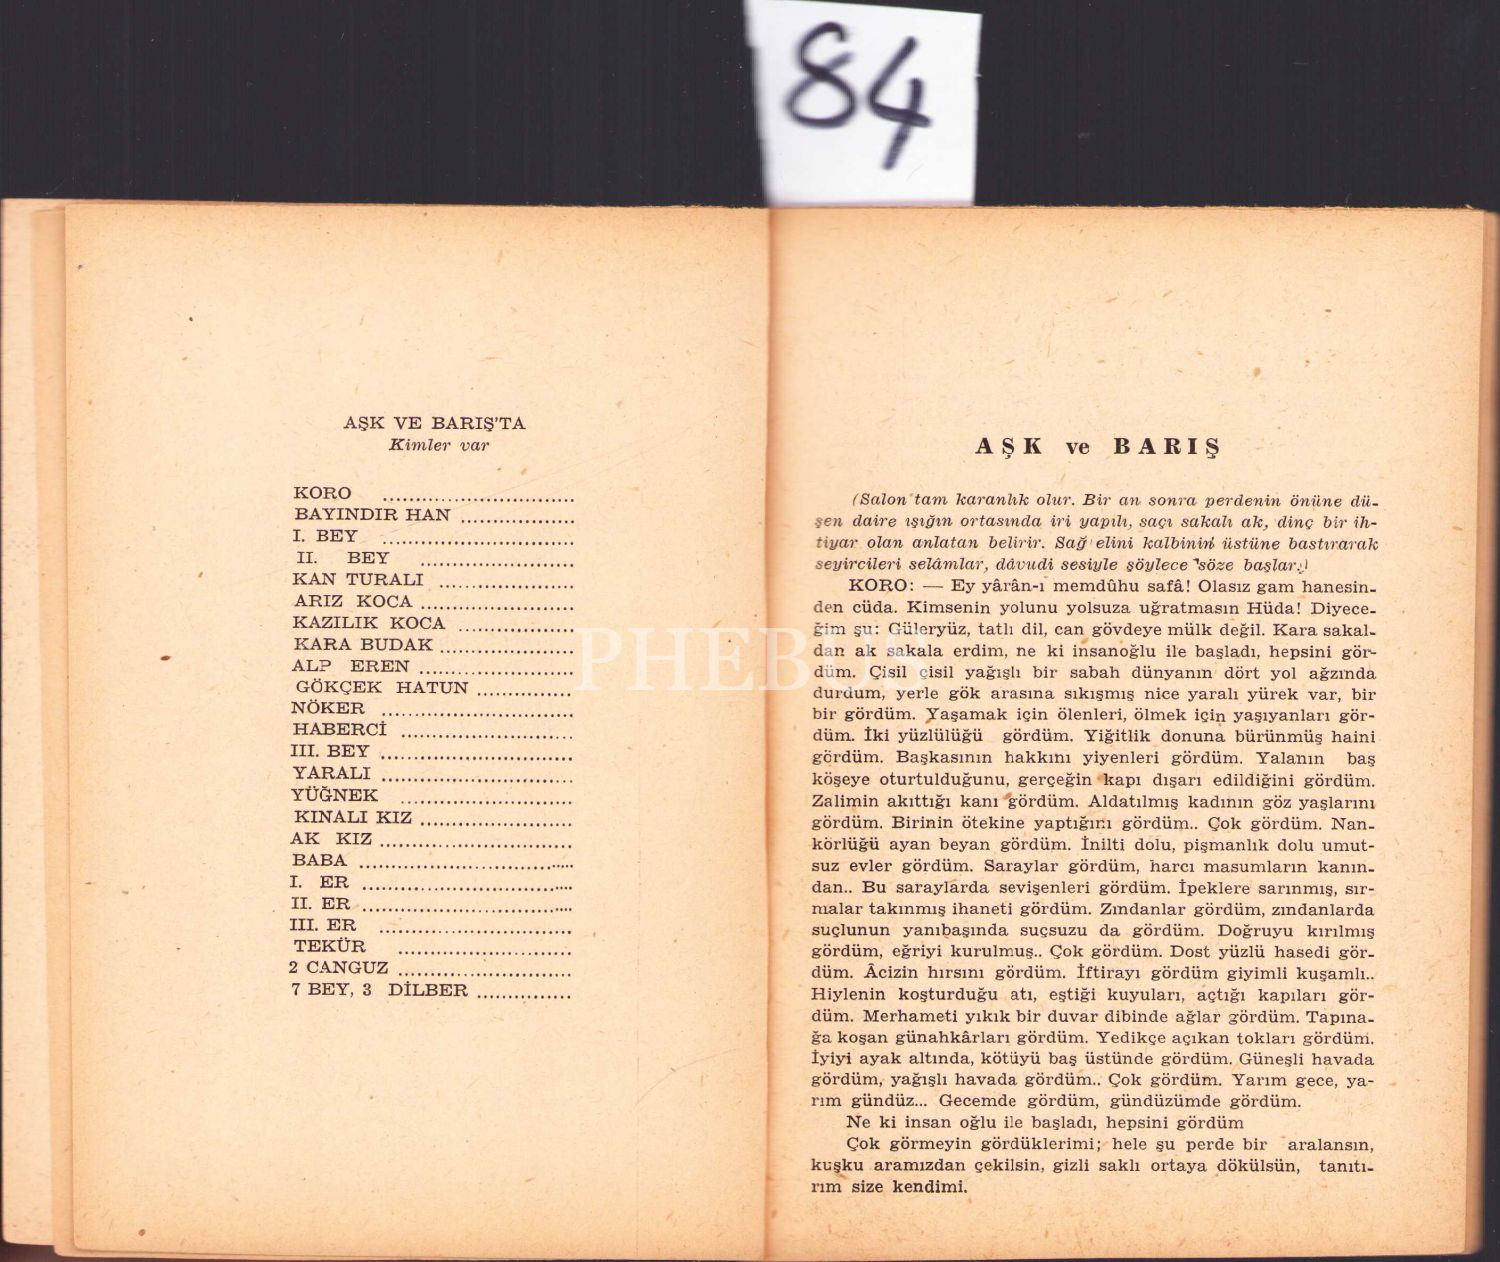 84
AŞK VE BARIŞ'TA
Kimler var
KORO ..............................
BAYINDIR HAN ..................
I. BEY ..............................
II. BEY ........................
KAN TURALI .....................
ARIZ KOCA ........................
KAZILIK KOCA ..................
KARA BUDAK .....................
ALP EREN ........................
GÖKÇEK HATUN ...............
NÖKER ..............................
HABERCİ ...........................
III. BEY ..............................
YARALI ..............................
YÜĞNEK ...........................
KINALI KIZ ........................
AK KIZ ..............................
BABA .................................
I. ER .................................
II. ER .................................
III. ER ..............................
TEKÜR ...........................
2 CANGUZ ...........................
7 BEY, 3 DİLBER ...............
AŞK ve BARIŞ
(Salon tam karanlık olur. Bir an sonra perdenin önüne dü-
şen daire ışığın ortasında iri yapılı, saçı sakalı ak, dinç bir ih-
tiyar olan anlatan belirir. Sağ elini kalbinin üstüne bastırarak
seyircileri selâmlar, dâvudi sesiyle şöylece söze başlar.)
KORO: — Ey yârân-ı memdûhu safâ! Olasız gam hanesin-
den cüda. Kimsenin yolunu yolsuza uğratmasın Hüda! Diyece-
ğim şu: Güleryüz, tatlı dil, can gövdeye mülk değil. Kara sakal-
dan ak sakala erdim, ne ki insanoğlu ile başladı, hepsini gör-
düm. Çisil çisil yağışlı bir sabah dünyanın dört yol ağzında
durdum, yerle gök arasına sıkışmış nice yaralı yürek var, bir
bir gördüm. Yaşamak için ölenleri, ölmek için yaşıyanları gör-
düm. İki yüzlülüğü gördüm. Yiğitlik donuna bürünmüş haini
gördüm. Başkasının hakkını yiyenleri gördüm. Yalanın baş
köşeye oturtulduğunu, gerçeğin kapı dışarı edildiğini gördüm.
Zalimin akıttığı kanı gördüm. Aldatılmış kadının göz yaşlarını
gördüm. Birinin ötekine yaptığını gördüm.. Çok gördüm. Nan-
körlüğü ayan beyan gördüm. İnilti dolu, pişmanlık dolu umut-
suz evler gördüm. Saraylar gördüm, harcı masumların kanın-
dan.. Bu saraylarda sevişenleri gördüm. İpeklere sarınmış, sır-
malar takınmış ihaneti gördüm. Zındanlar gördüm, zındanlarda
suçlunun yanıbaşında suçsuzu da gördüm. Doğruyu kırılmış
gördüm, eğriyi kurulmuş.. Çok gördüm. Dost yüzlü hasedi gör-
düm. Âcizin hırsını gördüm. İftirayı gördüm giyimli kuşamlı..
Hiylenin koşturduğu atı, eştiği kuyuları, açtığı kapıları gör-
düm. Merhameti yıkık bir duvar dibinde ağlar gördüm. Tapına-
ğa koşan günahkârları gördüm. Yedikçe açıkan tokları gördüm.
İyiyi ayak altında, kötüyü baş üstünde gördüm. Güneşli havada
gördüm, yağışlı havada gördüm.. Çok gördüm. Yarım gece, ya-
rım gündüz... Gecemde gördüm, gündüzümde gördüm.
Ne ki insan oğlu ile başladı, hepsini gördüm
Çok görmeyin gördüklerimi; hele şu perde bir aralansın,
kuşku aramızdan çekilsin, gizli saklı ortaya dökülsün, tanıtı-
rım size kendimi.
PHEBUS